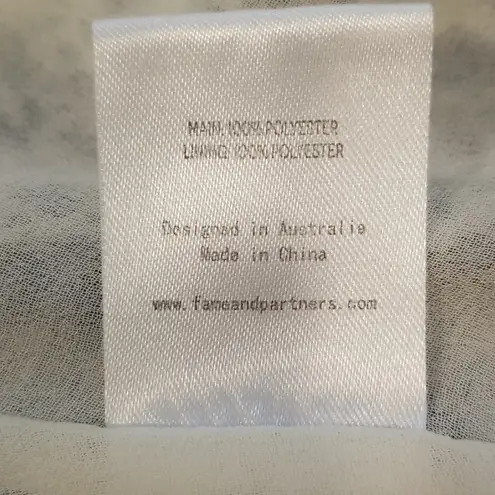 MAIN: 100% POLYESTER
LINING: 100% POLYESTER
Designed in Australia
Made in China
www.fameandpartners.com